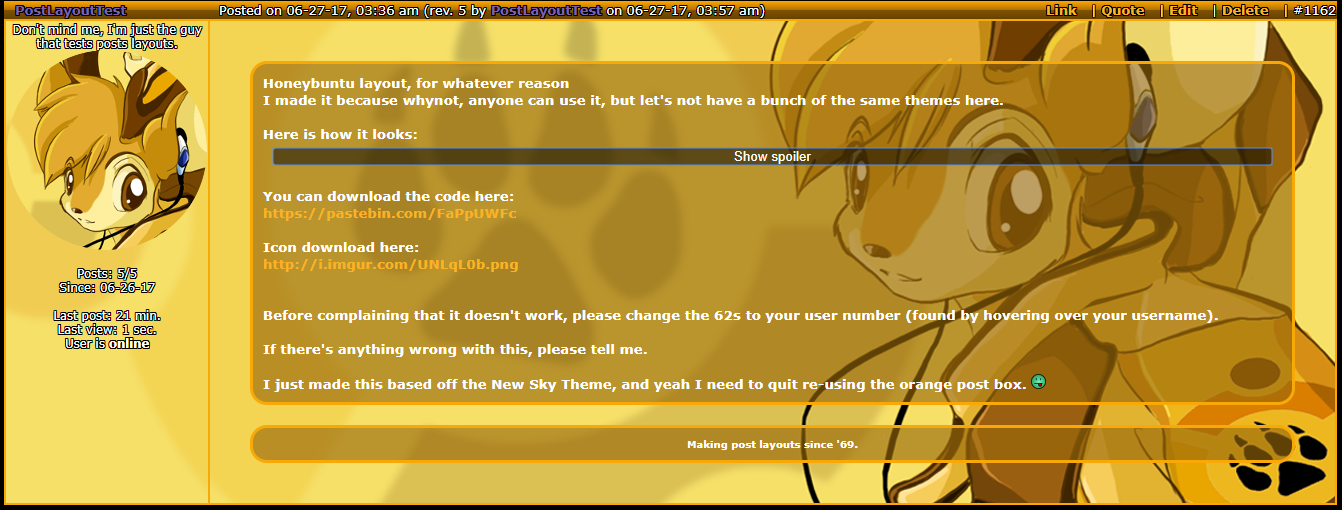 PostLayoutTest
Posted on 06-27-17, 03:36 am (rev. 5 by PostLayoutTest on 06-27-17, 03:57 am)
Link | Quote | Edit | Delete | #1162
Don't mind me, I'm just the guy
that tests posts layouts.
Posts: 5/5
Since: 06-26-17
Last post: 21 min.
Last view: 1 sec.
User is online
Honeybuntu layout, for whatever reason
I made it because whynot, anyone can use it, but let's not have a bunch of the same themes here.
Here is how it looks:
Show spoiler
You can download the code here:
https://pastebin.com/FaPpUWFc
Icon download here:
http://i.imgur.com/UNLqL0b.png
Before complaining that it doesn't work, please change the 62s to your user number (found by hovering over your username).
If there's anything wrong with this, please tell me.
I just made this based off the New Sky Theme, and yeah I need to quit re-using the orange post box.
Making post layouts since '69.